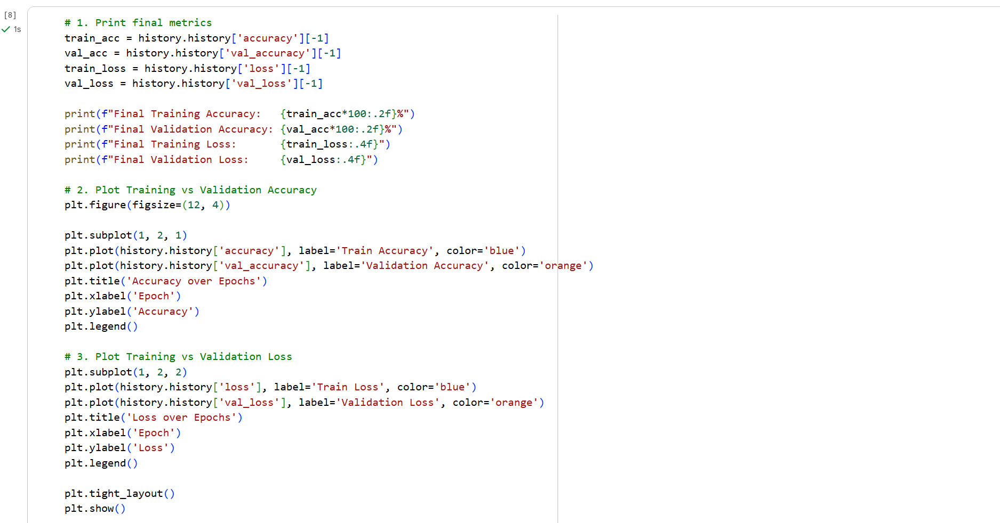 [8]
1s
# 1. Print final metrics
train_acc = history.history['accuracy'][-1]
val_acc = history.history['val_accuracy'][-1]
train_loss = history.history['loss'][-1]
val_loss = history.history['val_loss'][-1]
print(f"Final Training Accuracy:   {train_acc*100:.2f}%")
print(f"Final Validation Accuracy: {val_acc*100:.2f}%")
print(f"Final Training Loss:       {train_loss:.4f}")
print(f"Final Validation Loss:     {val_loss:.4f}")
# 2. Plot Training vs Validation Accuracy
plt.figure(figsize=(12, 4))
plt.subplot(1, 2, 1)
plt.plot(history.history['accuracy'], label='Train Accuracy', color='blue')
plt.plot(history.history['val_accuracy'], label='Validation Accuracy', color='orange')
plt.title('Accuracy over Epochs')
plt.xlabel('Epoch')
plt.ylabel('Accuracy')
plt.legend()
# 3. Plot Training vs Validation Loss
plt.subplot(1, 2, 2)
plt.plot(history.history['loss'], label='Train Loss', color='blue')
plt.plot(history.history['val_loss'], label='Validation Loss', color='orange')
plt.title('Loss over Epochs')
plt.xlabel('Epoch')
plt.ylabel('Loss')
plt.legend()
plt.tight_layout()
plt.show()